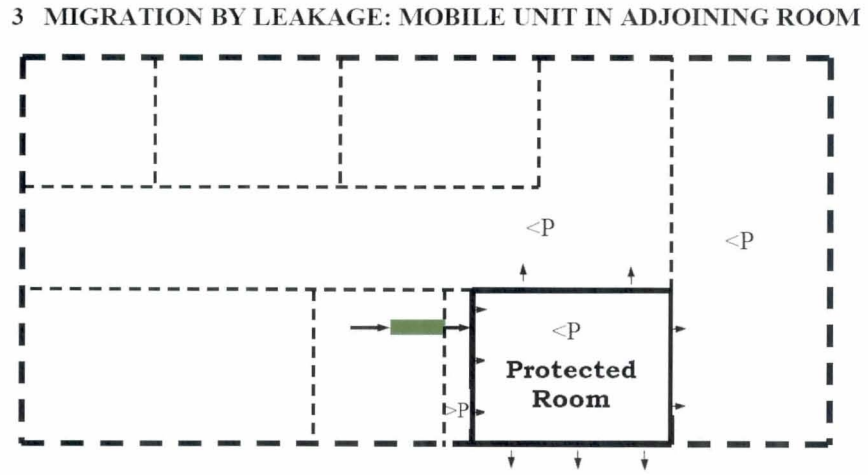 3 MIGRATION BY LEAKAGE: MOBILE UNIT IN ADJOINING ROOM
<P
<P
<P
Protected
Room
>P